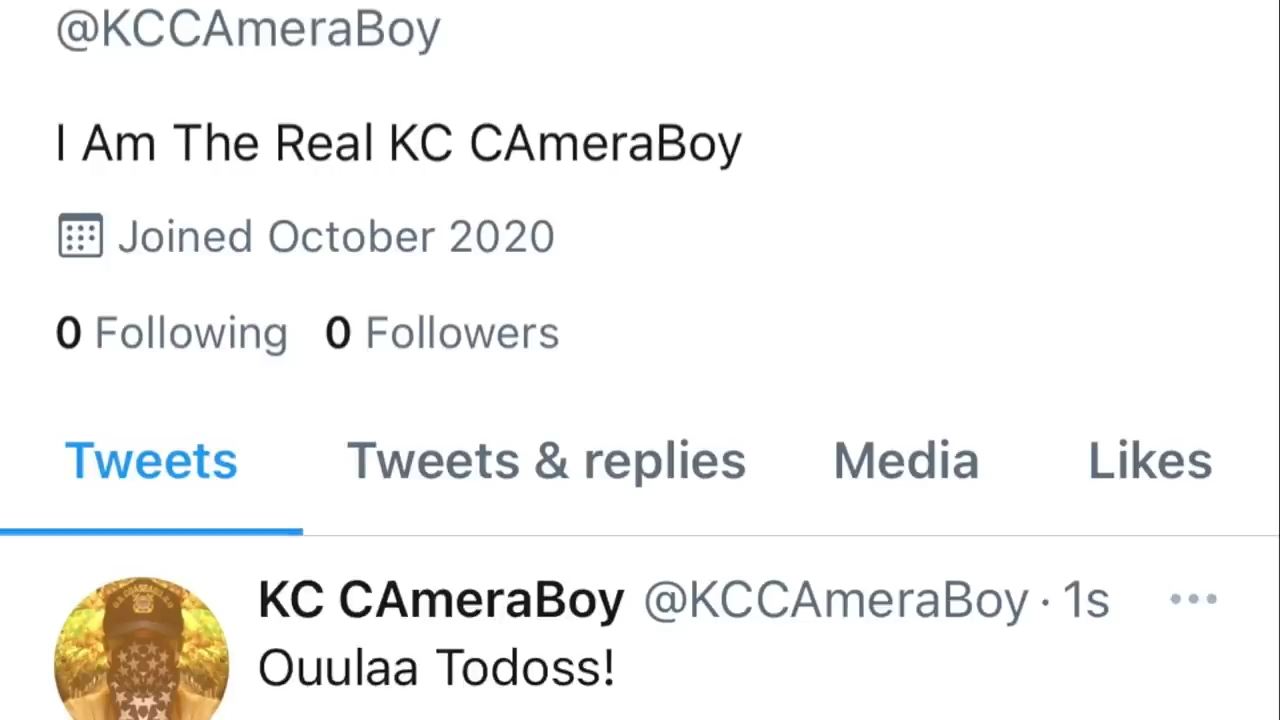 @KCCAmeraBoy
I Am The Real KC CAmeraBoy
Joined October 2020
0 Following 0 Followers
Tweets Tweets & replies Media Likes
KC CAmeraBoy @KCCAmeraBoy · 1s
Ouulaa Todoss!